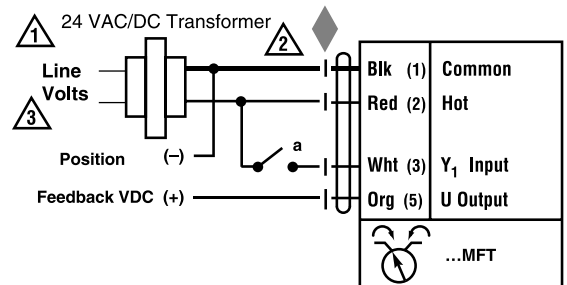 1 24 VAC/DC Transformer
2
Line Volts
3
Blk (1) Common
Red (2) Hot
a
Position (–)
Wht (3) Y1 Input
Feedback VDC (+)
Org (5) U Output
...MFT